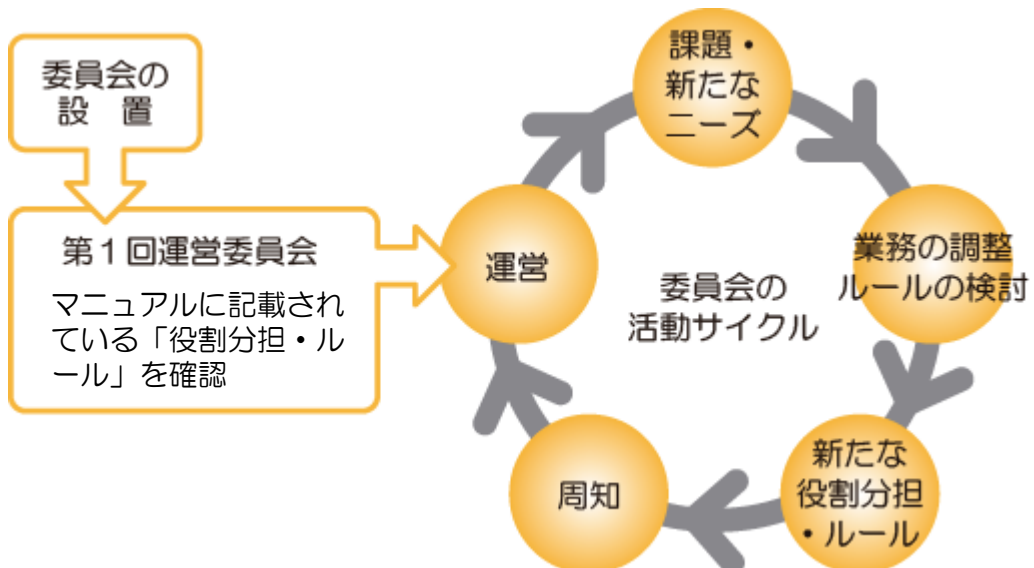 委員会の
設　置
第１回運営委員会
マニュアルに記載され
ている「役割分担・ル
ール」を確認
課題・
新たな
ニーズ
運営
業務の調整
ルールの検討
委員会の
活動サイクル
新たな
役割分担
・ルール
周知